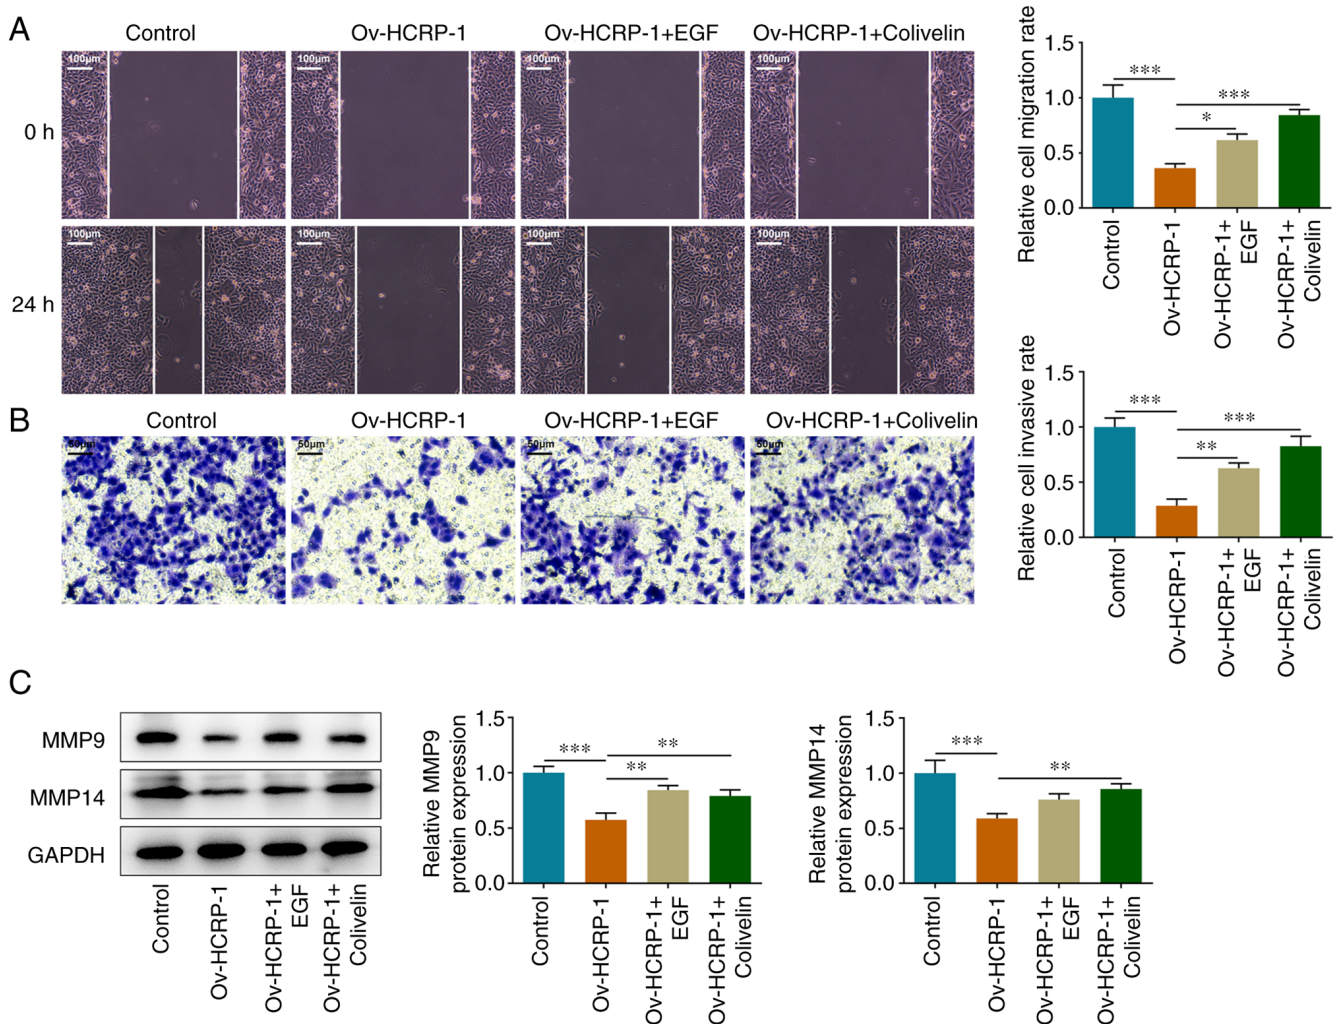 A
Control
Ov-HCRP-1
Ov-HCRP-1+EGF
Ov-HCRP-1+Colivelin
0 h
100μm
100μm
100μm
100μm
24 h
100μm
100μm
100μm
100μm
Relative cell migration rate
1.5
1.0
0.5
0.0
***
***
*
Control
Ov-HCRP-1
Ov-HCRP-1+
EGF
Ov-HCRP-1+
Colivelin
B
Control
Ov-HCRP-1
Ov-HCRP-1+EGF
Ov-HCRP-1+Colivelin
50μm
50μm
50μm
50μm
Relative cell invasive rate
1.5
1.0
0.5
0.0
***
***
**
Control
Ov-HCRP-1
Ov-HCRP-1+
EGF
Ov-HCRP-1+
Colivelin
C
MMP9
MMP14
GAPDH
Control
Ov-HCRP-1
Ov-HCRP-1+
EGF
Ov-HCRP-1+
Colivelin
Relative MMP9
protein expression
1.5
1.0
0.5
0.0
***
**
**
Control
Ov-HCRP-1
Ov-HCRP-1+
EGF
Ov-HCRP-1+
Colivelin
Relative MMP14
protein expression
1.5
1.0
0.5
0.0
***
**
Control
Ov-HCRP-1
Ov-HCRP-1+
EGF
Ov-HCRP-1+
Colivelin